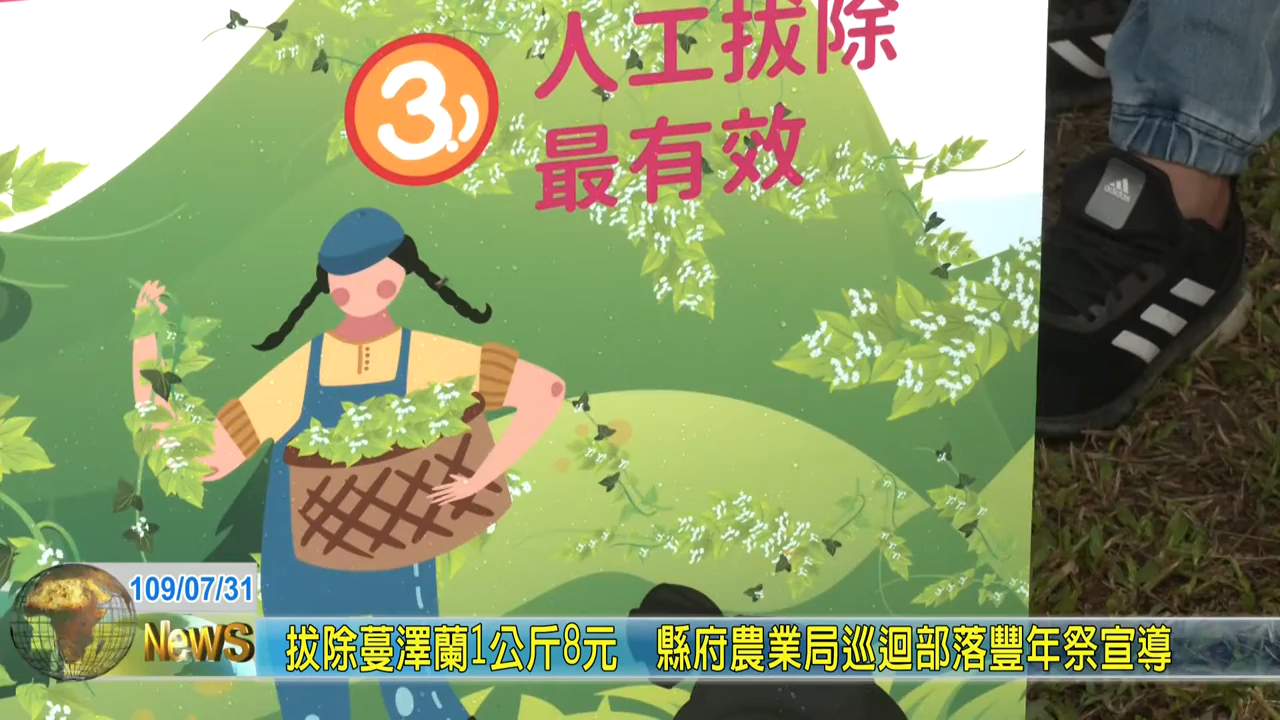 3
人工拔除
最有效
adidas
109/07/31
NewS
拔除蔓澤蘭1公斤8元 縣府農業局巡迴部落豐年祭宣導